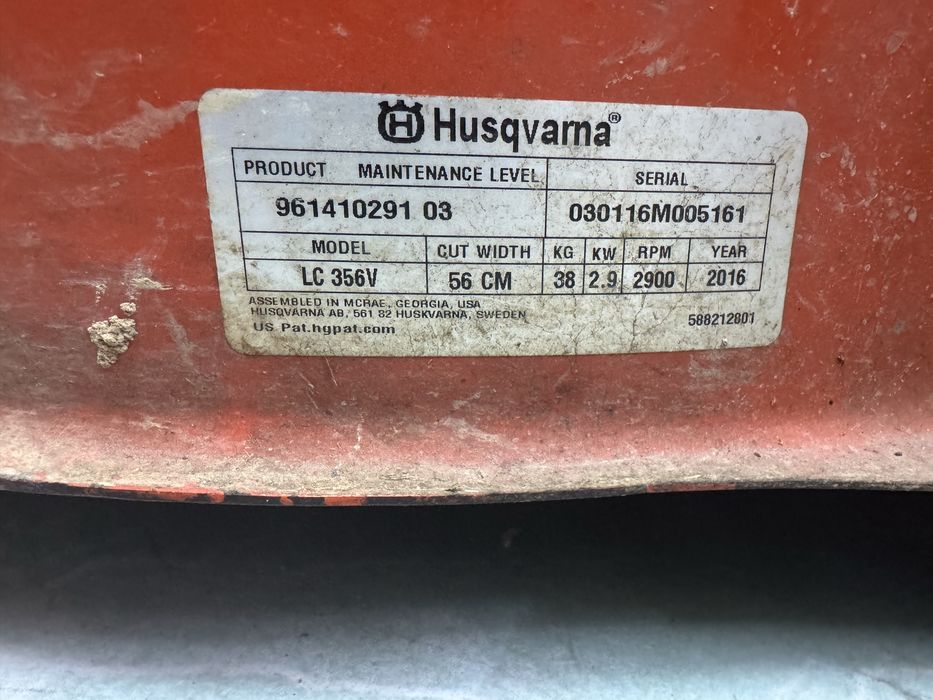 Husqvarna®
PRODUCT MAINTENANCE LEVEL SERIAL
961410291 03 030116M005161
MODEL CUT WIDTH KG KW RPM YEAR
LC 356V 56 CM 38 2.9 2900 2016
ASSEMBLED IN MCRAE, GEORGIA, USA
HUSQVARNA AB, 561 82 HUSKVARNA, SWEDEN
US Pat.hqpat.com 588212801